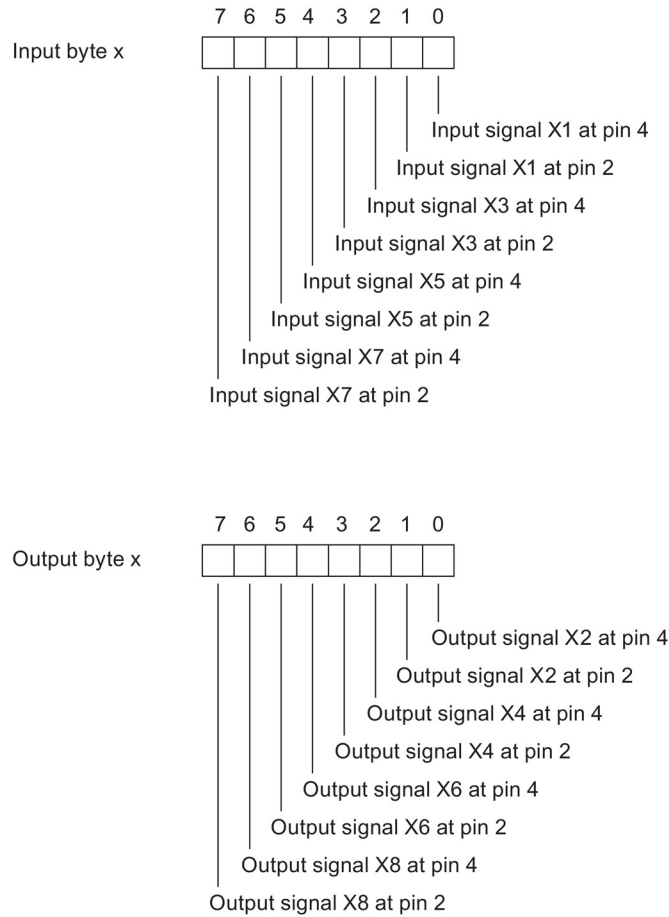 7 6 5 4 3 2 1 0
Input byte x
Input signal X1 at pin 4
Input signal X1 at pin 2
Input signal X3 at pin 4
Input signal X3 at pin 2
Input signal X5 at pin 4
Input signal X5 at pin 2
Input signal X7 at pin 4
Input signal X7 at pin 2
7 6 5 4 3 2 1 0
Output byte x
Output signal X2 at pin 4
Output signal X2 at pin 2
Output signal X4 at pin 4
Output signal X4 at pin 2
Output signal X6 at pin 4
Output signal X6 at pin 2
Output signal X8 at pin 4
Output signal X8 at pin 2